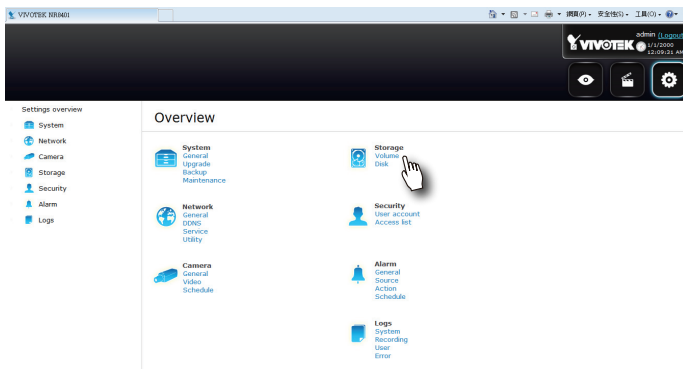 VIVOTEK NR8401
網頁(P) 安全性(S) 工具(O)
admin (Logout
VIVOTEK
1/1/2000
12:09:21 AM
Settings overview
System
Network
Camera
Storage
Security
Alarm
Logs
Overview
System
General
Upgrade
Backup
Maintenance
Storage
Volume
Disk
Network
General
DDNS
Service
Utility
Security
User account
Access list
Camera
General
Video
Schedule
Alarm
General
Source
Action
Schedule
Logs
System
Recording
User
Error